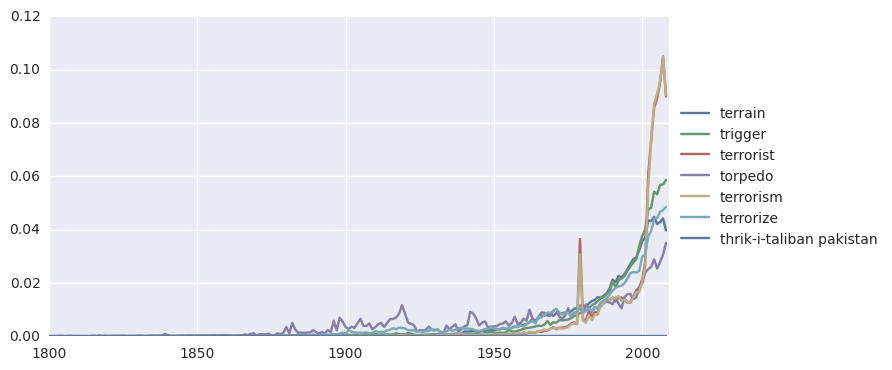 0.12
0.10
0.08
0.06
0.04
0.02
0.00
1800 1850 1900 1950 2000
terrain
trigger
terrorist
torpedo
terrorism
terrorize
thrik-i-taliban pakistan